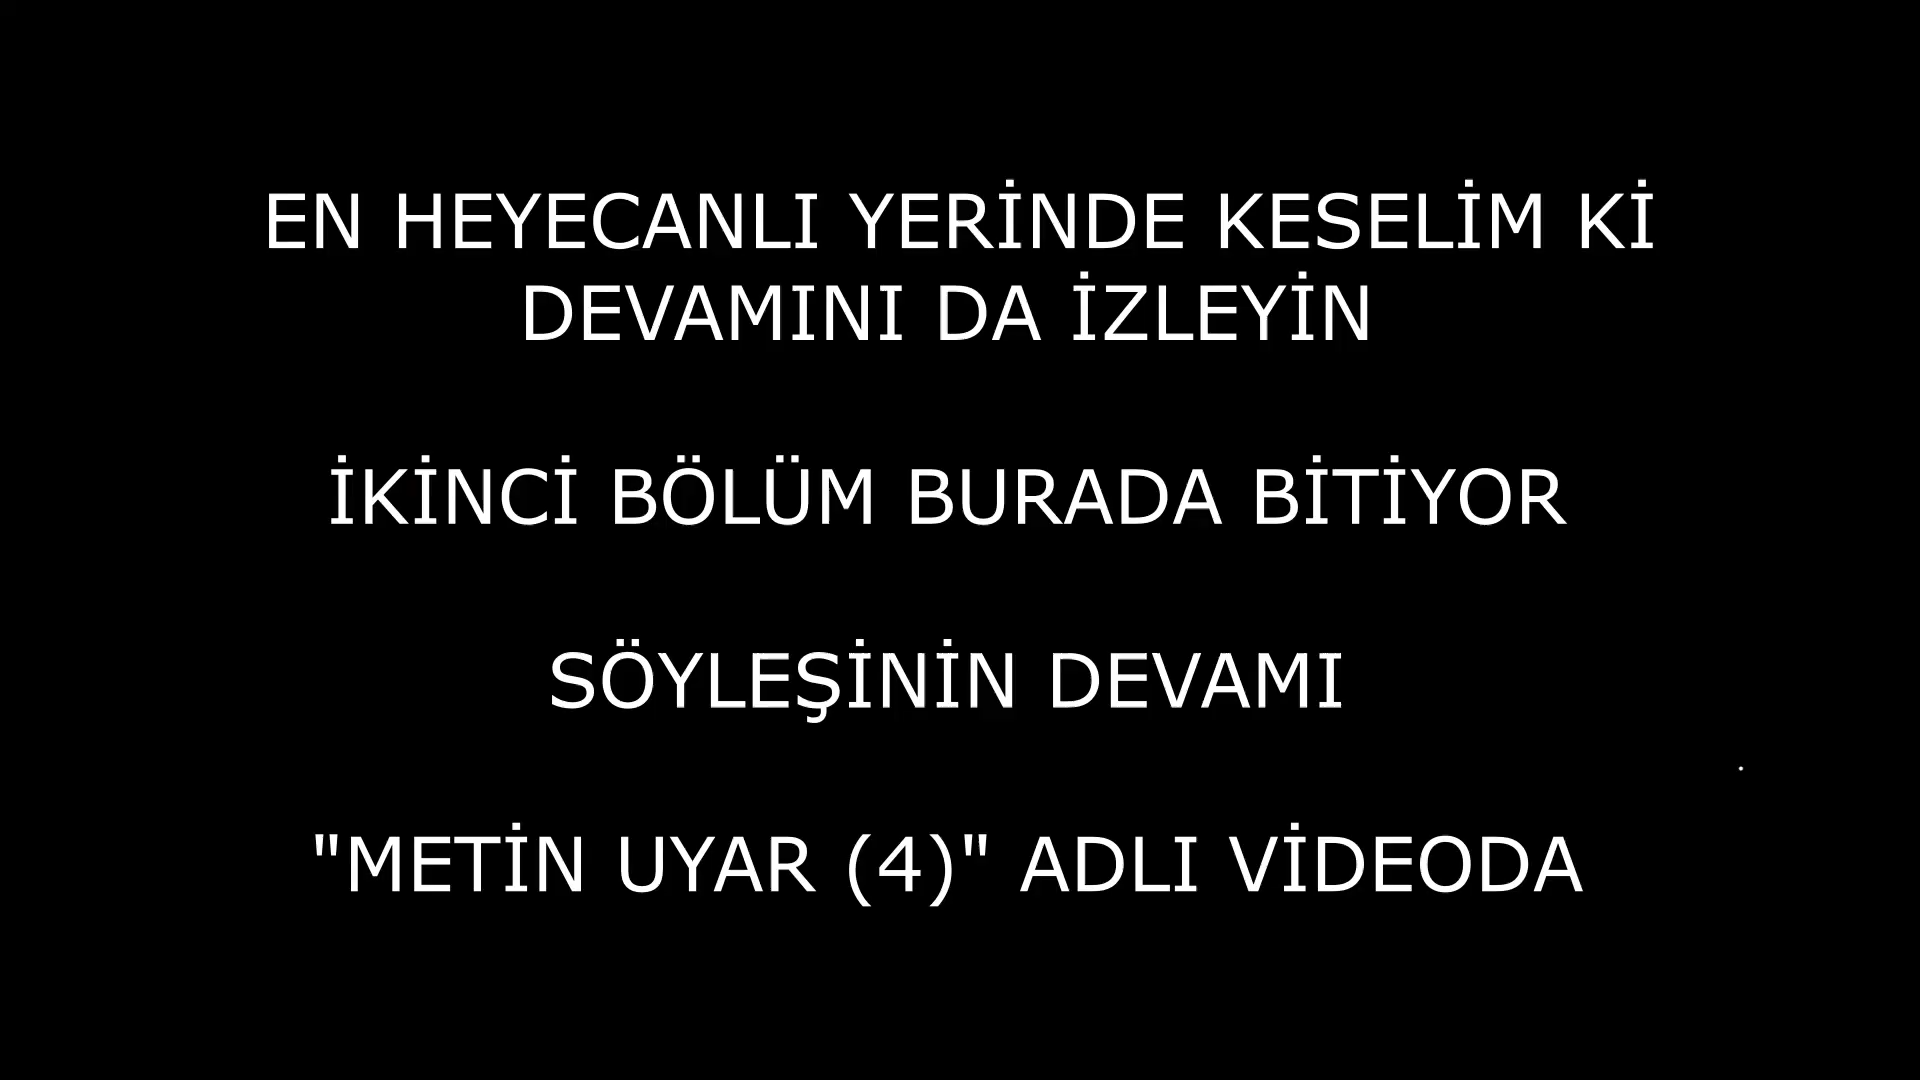 EN HEYECANLI YERİNDE KESELİM Kİ
DEVAMINI DA İZLEYİN
İKİNCİ BÖLÜM BURADA BİTİYOR
SÖYLEŞİNİN DEVAMI
"METİN UYAR (4)" ADLI VİDEODA